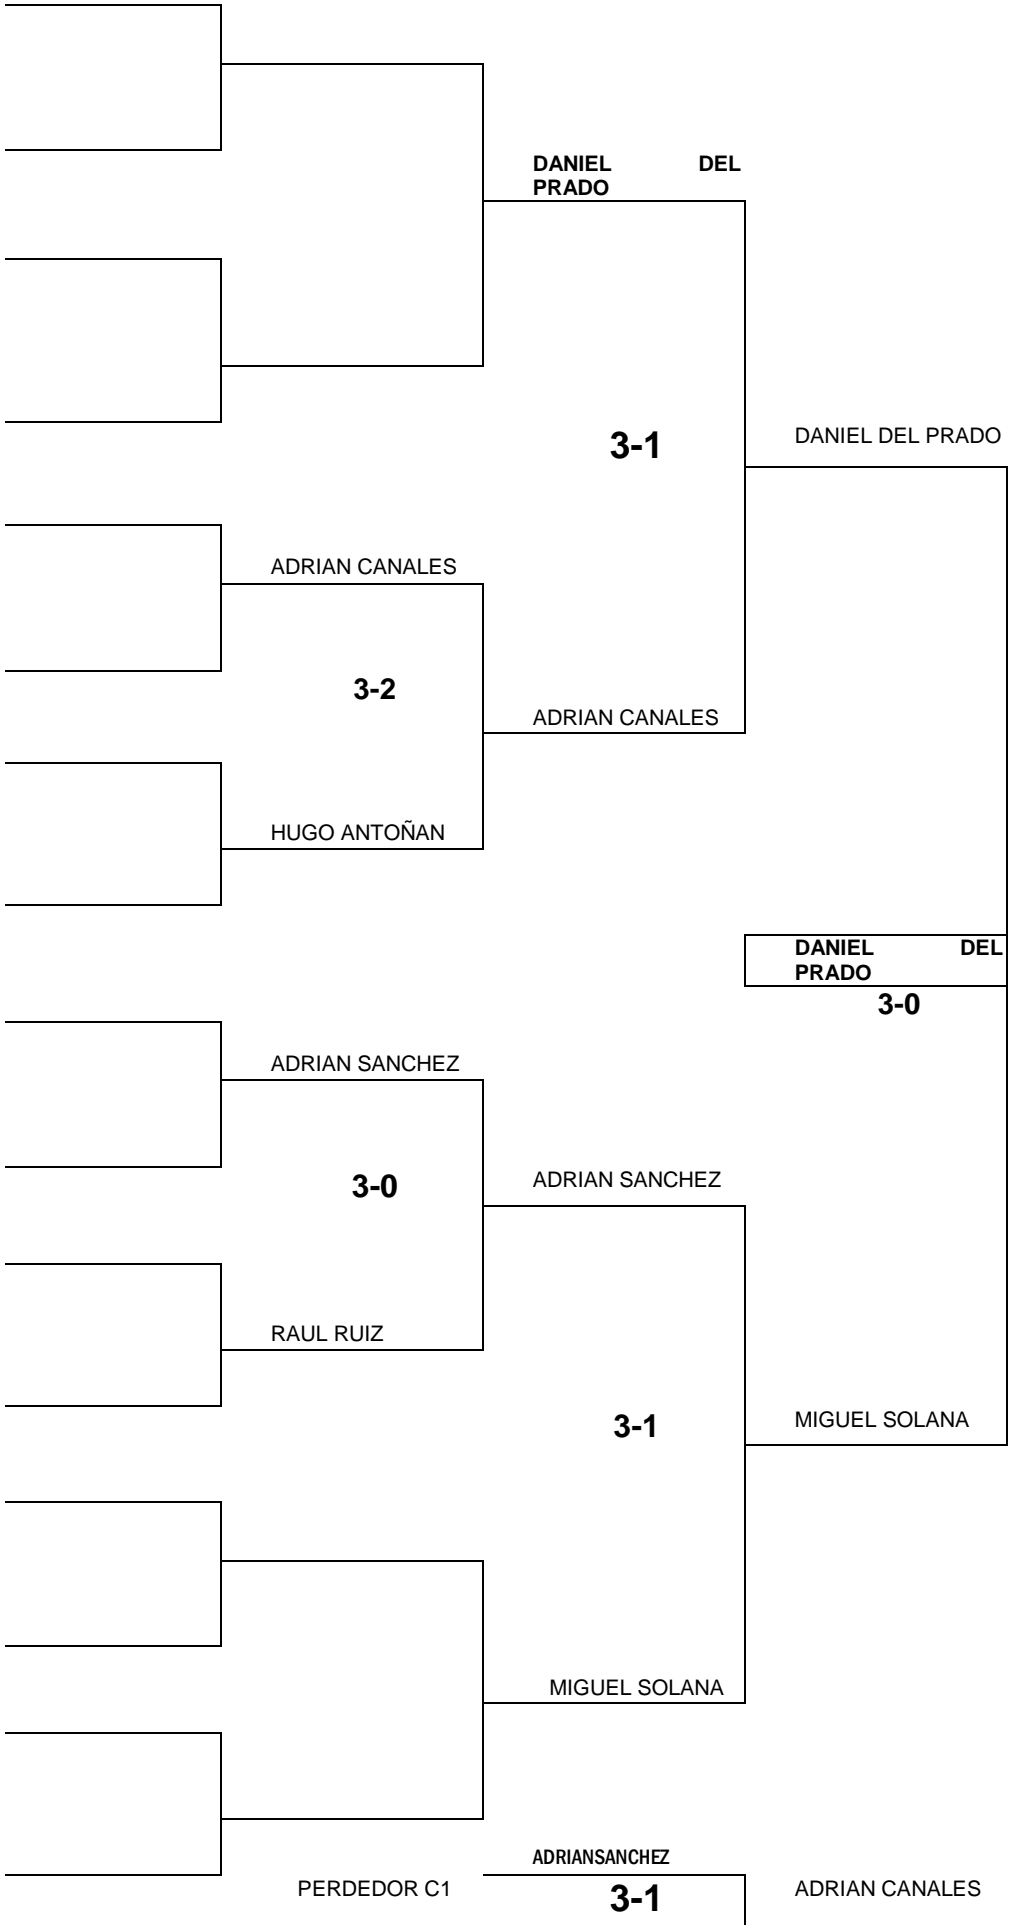 DANIEL DEL
PRADO
3-1
DANIEL DEL PRADO
ADRIAN CANALES
3-2
ADRIAN CANALES
HUGO ANTOÑAN
DANIEL DEL
PRADO
3-0
ADRIAN SANCHEZ
3-0
ADRIAN SANCHEZ
RAUL RUIZ
3-1
MIGUEL SOLANA
MIGUEL SOLANA
ADRIANSANCHEZ
PERDEDOR C1
3-1
ADRIAN CANALES